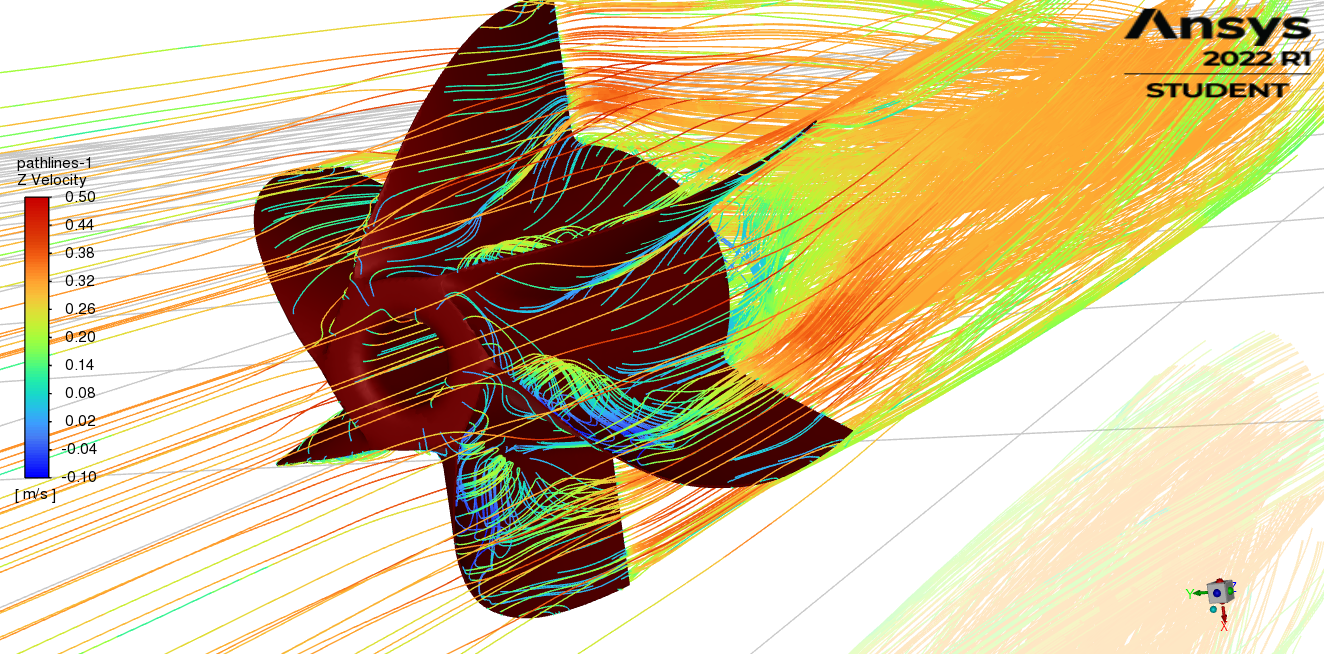 Ansys
2022 R1
STUDENT
pathlines-1
Z Velocity
0.50
0.44
0.38
0.32
0.26
0.20
0.14
0.08
0.02
-0.04
-0.10
[ m/s ]
Y
Z
X